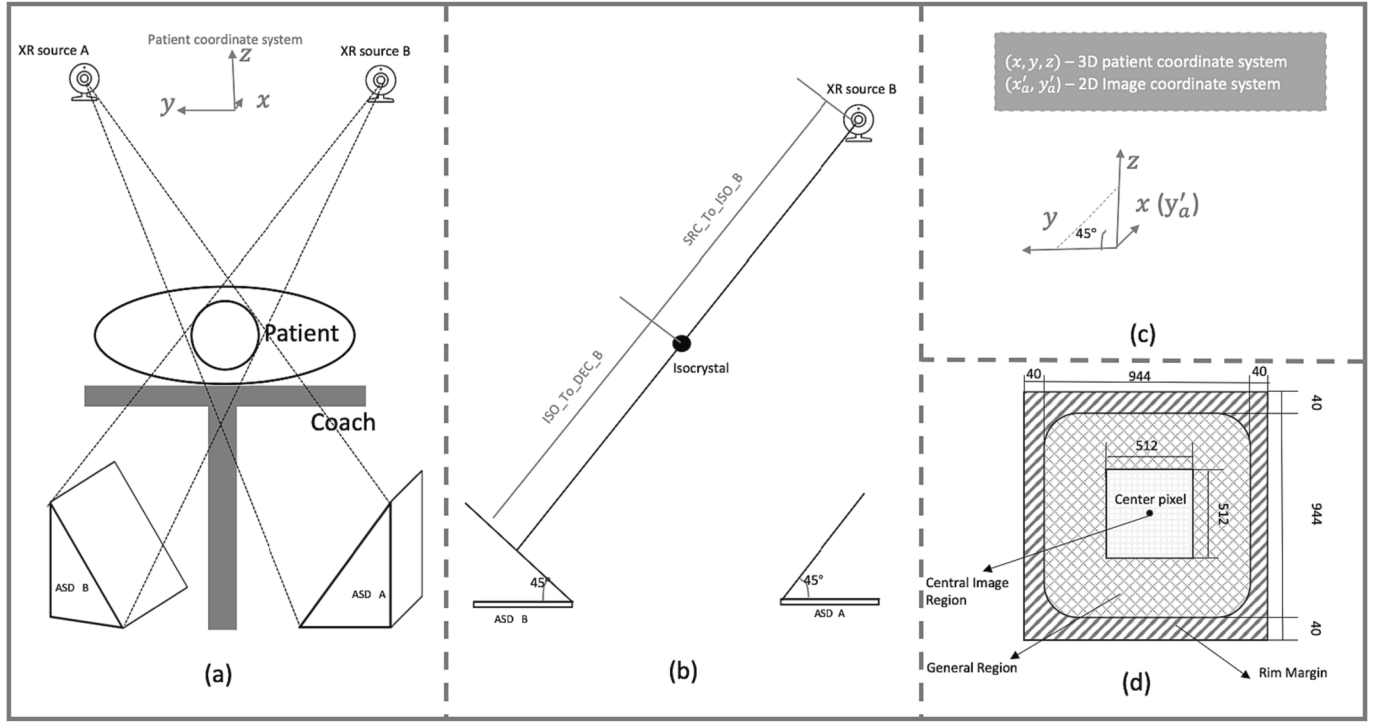 XR source A
Patient coordinate system
z
y
x
XR source B
Patient
Coach
ASD B
ASD A
(a)
XR source B
SRC_To_ISO_B
Isocrystal
ISO_To_DEC_B
45°
ASD B
45°
ASD A
(b)
(x, y, z) – 3D patient coordinate system
(x′ₐ, y′ₐ) – 2D Image coordinate system
z
y
x (y′ₐ)
45°
(c)
40
944
40
40
512
Center pixel
512
944
Central Image
Region
40
General Region
Rim Margin
(d)